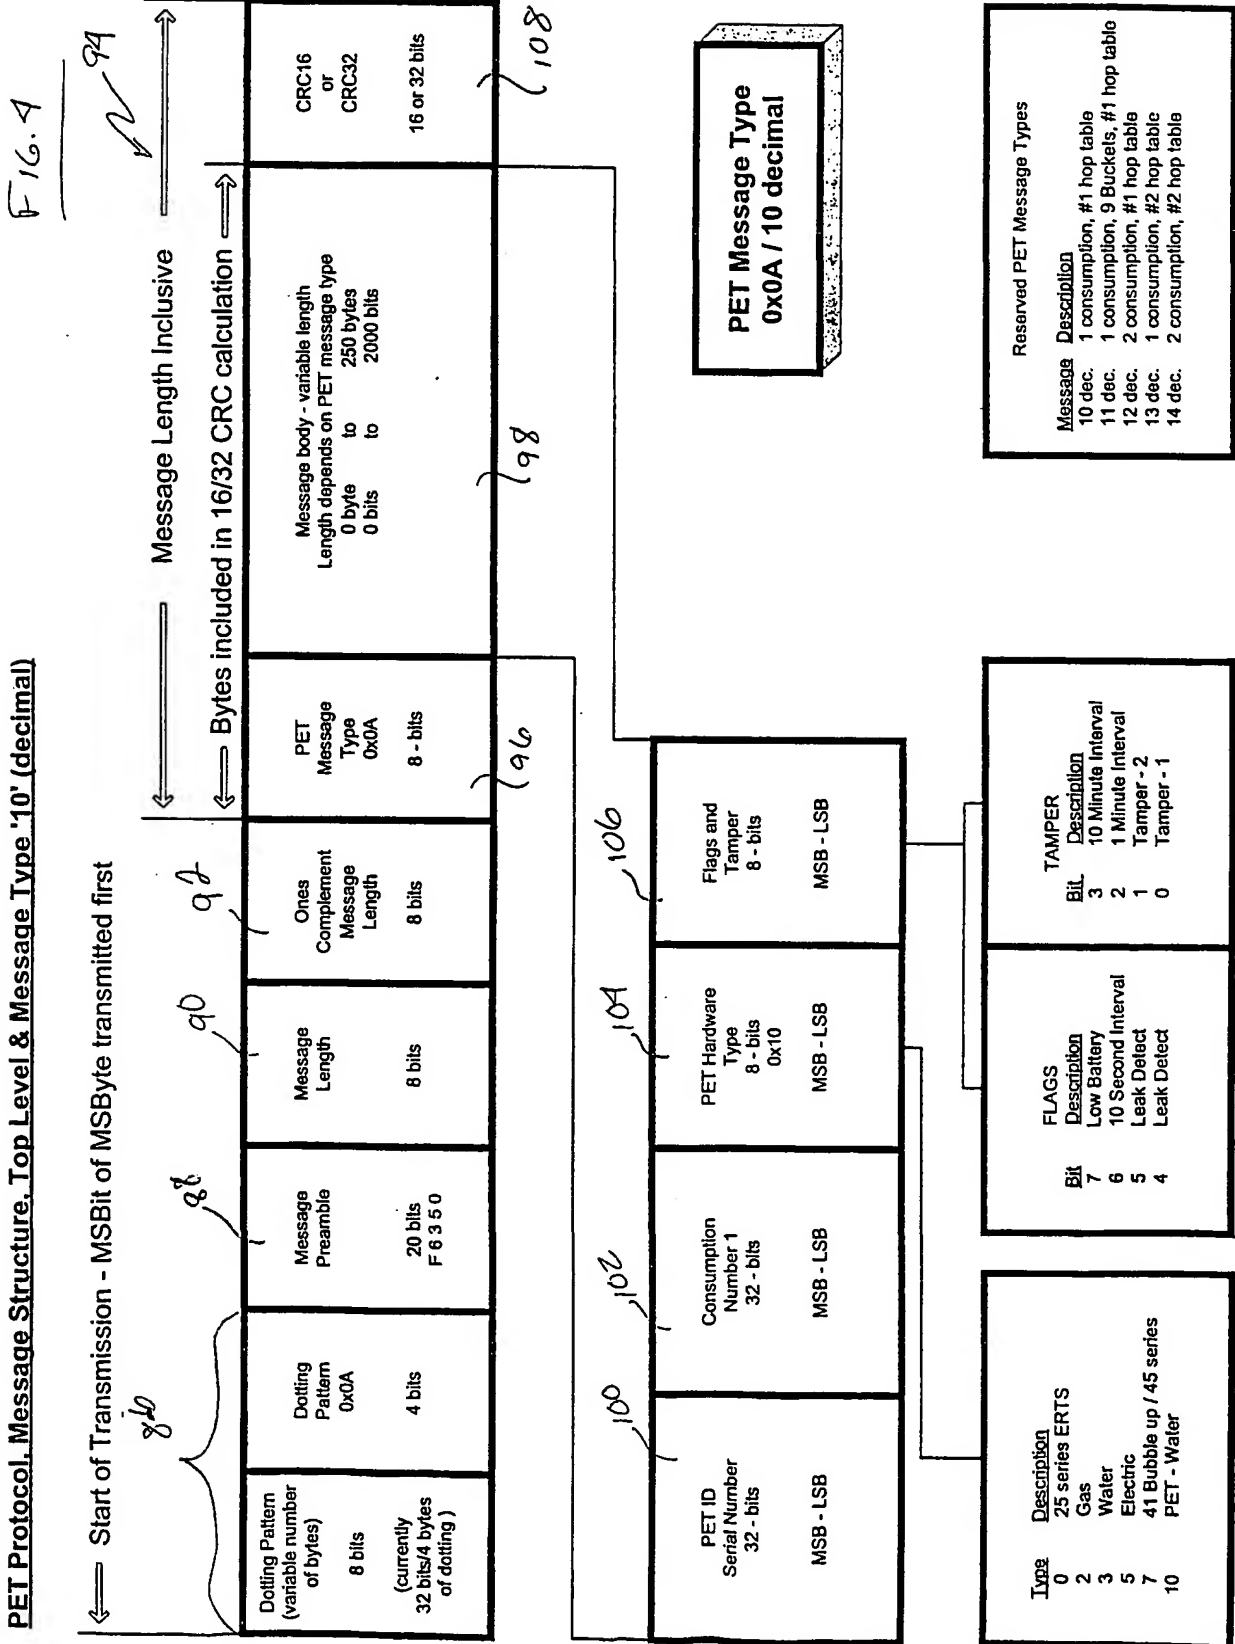 PET Protocol, Message Structure, Top Level & Message Type '10' (decimal)
FIG. 4
Start of Transmission - MSBit of MSByte transmitted first
94
Message Length Inclusive
Bytes included in 16/32 CRC calculation
86
88
90
92
Dotting Pattern
(variable number
of bytes)
8 bits
(currently
32 bits/4 bytes
of dotting )
Dotting
Pattern
0x0A
4 bits
Message
Preamble
20 bits
F 6 3 5 0
Message
Length
8 bits
Ones
Complement
Message
Length
8 bits
PET
Message
Type
0x0A
8 - bits
Message body - variable length
Length depends on PET message type
0 byte to 250 bytes
0 bits to 2000 bits
CRC16
or
CRC32
16 or 32 bits
96
98
108
100
102
104
106
PET ID
Serial Number
32 - bits
MSB - LSB
Consumption
Number 1
32 - bits
MSB - LSB
PET Hardware
Type
8 - bits
0x10
MSB - LSB
Flags and
Tamper
8 - bits
MSB - LSB
PET Message Type
0x0A / 10 decimal
Type Description
0 25 series ERTS
2 Gas
3 Water
5 Electric
7 41 Bubble up / 45 series
10 PET - Water
FLAGS
Bit Description
7 Low Battery
6 10 Second Interval
5 Leak Detect
4 Leak Detect
TAMPER
Bit Description
3 10 Minute Interval
2 1 Minute Interval
1 Tamper - 2
0 Tamper - 1
Reserved PET Message Types
Message Description
10 dec. 1 consumption, #1 hop table
11 dec. 1 consumption, 9 Buckets, #1 hop table
12 dec. 2 consumption, #1 hop table
13 dec. 1 consumption, #2 hop table
14 dec. 2 consumption, #2 hop table